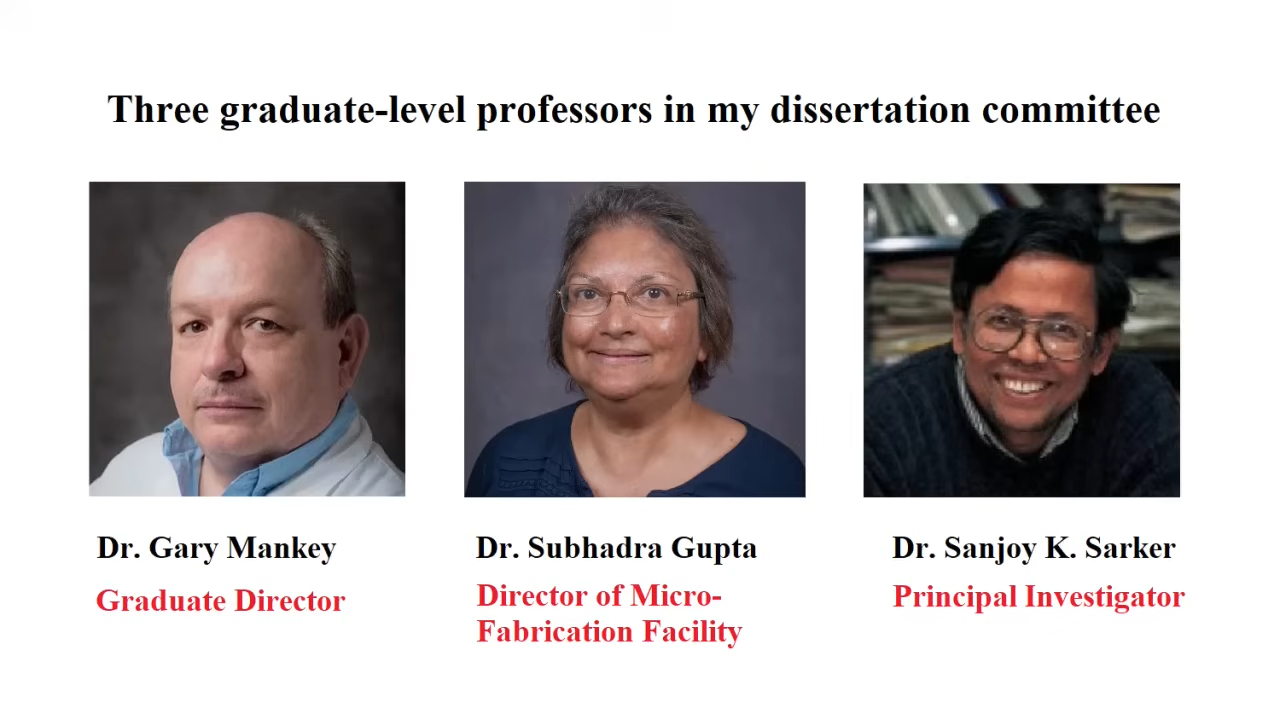 Three graduate-level professors in my dissertation committee
Dr. Gary Mankey
Graduate Director
Dr. Subhadra Gupta
Director of Micro-
Fabrication Facility
Dr. Sanjoy K. Sarker
Principal Investigator